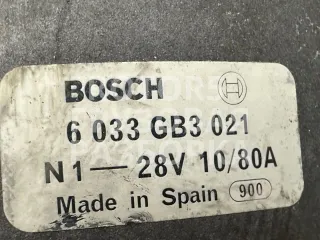 BOSCH
6 033 GB3 021
N1 — 28V 10/80A
Made in Spain 900